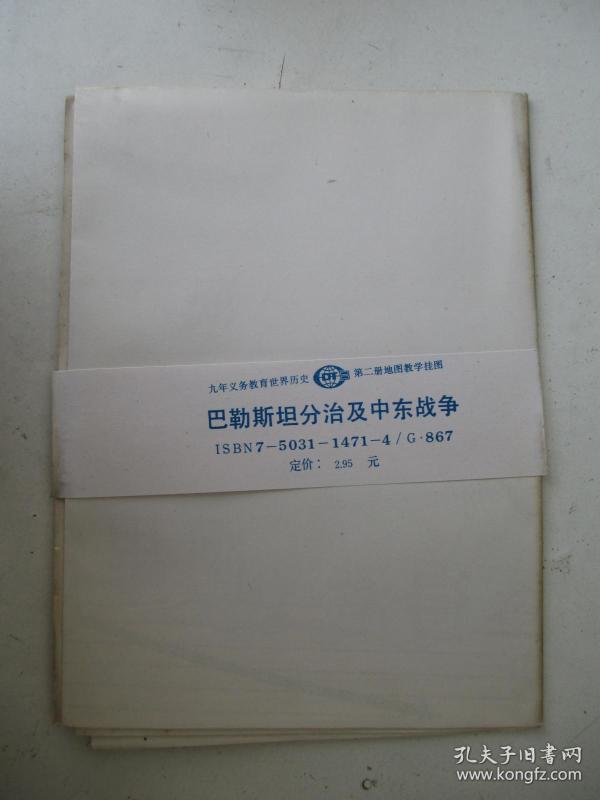 九年义务教育世界历史 第二册地图教学挂图
巴勒斯坦分治及中东战争
ISBN7-5031-1471-4/G·867
定价: 2.95 元
孔夫子旧书网
www.kongfz.com